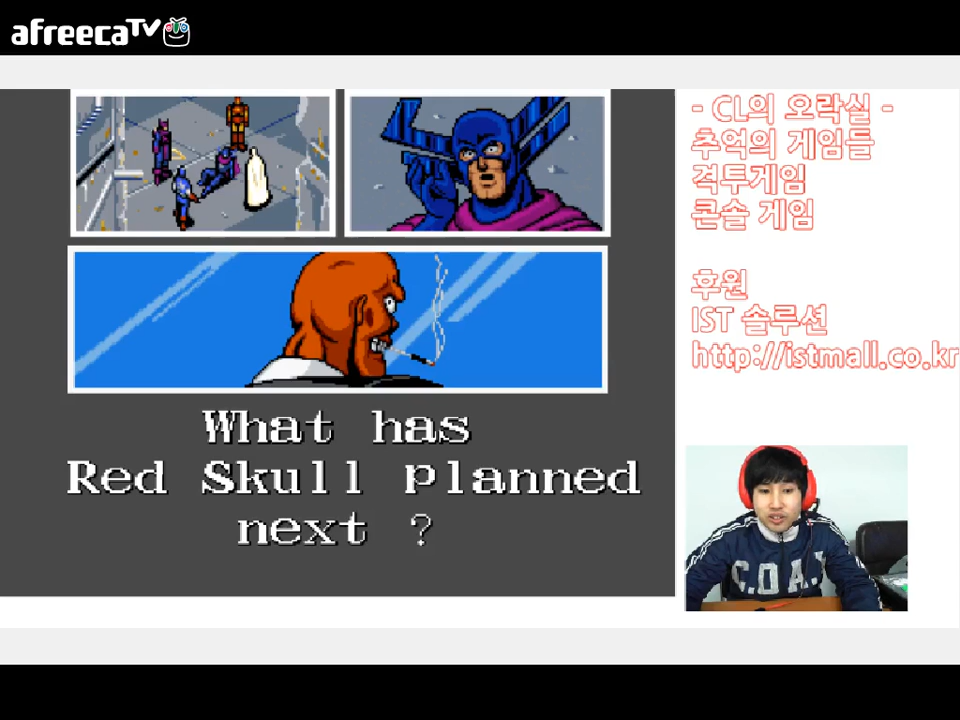 afreecaTV
- CL의 오락실 -
추억의 게임들
격투게임
콘솔 게임
후원
IST 솔루션
http://istmall.co.kr
What has
Red Skull planned
next ?
C.O.A.X